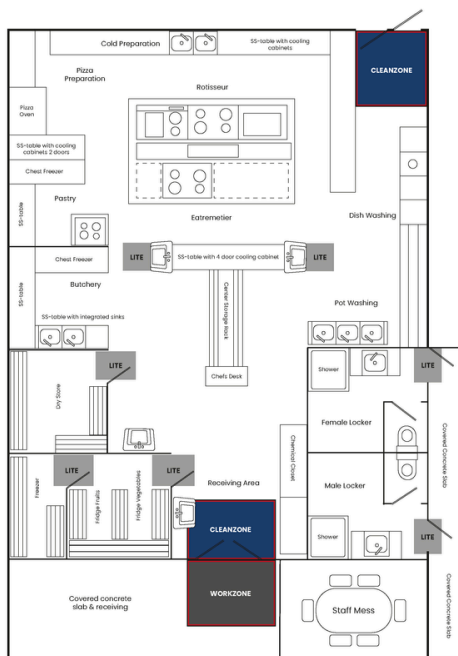 Cold Preparation
SS-table with cooling
cabinets
CLEANZONE
Pizza
Preparation
Rotisseur
Pizza
Oven
SS-table with cooling
cabinets 2 doors
Chest Freezer
SS-table
Pastry
Eatremetier
Dish Washing
LITE
SS-table with 4 door cooling cabinet
LITE
Chest Freezer
SS-table
Butchery
Center Storage Rack
Pot Washing
SS-table with integrated sinks
LITE
Dry Store
Chefs Desk
Shower
LITE
Female Locker
Covered Concrete Slab
Chemical Closet
Freezer
LITE
Fridge Fruits
Fridge Vegetables
LITE
Receiving Area
Male Locker
CLEANZONE
Shower
LITE
Covered concrete
slab & receiving
WORKZONE
Staff Mess
Covered Concrete Slab